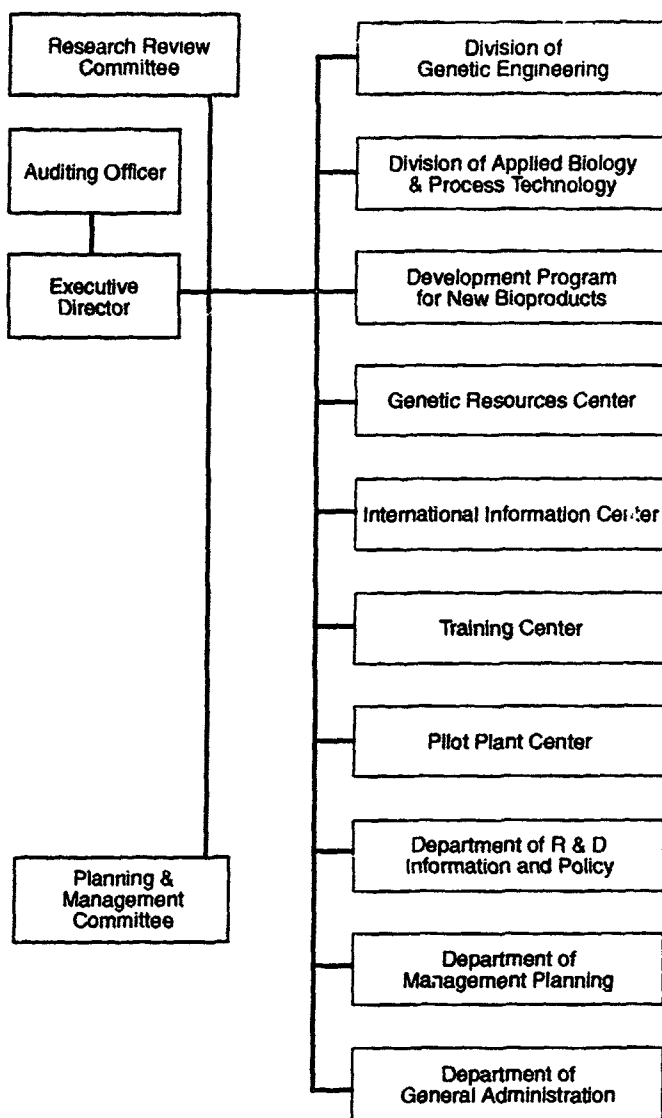 Research Review
Committee
Auditing Officer
Executive
Director
Planning &
Management
Committee
Division of
Genetic Engineering
Division of Applied Biology
& Process Technology
Development Program
for New Bioproducts
Genetic Resources Center
International Information Center
Training Center
Pilot Plant Center
Department of R & D
Information and Policy
Department of
Management Planning
Department of
General Administration